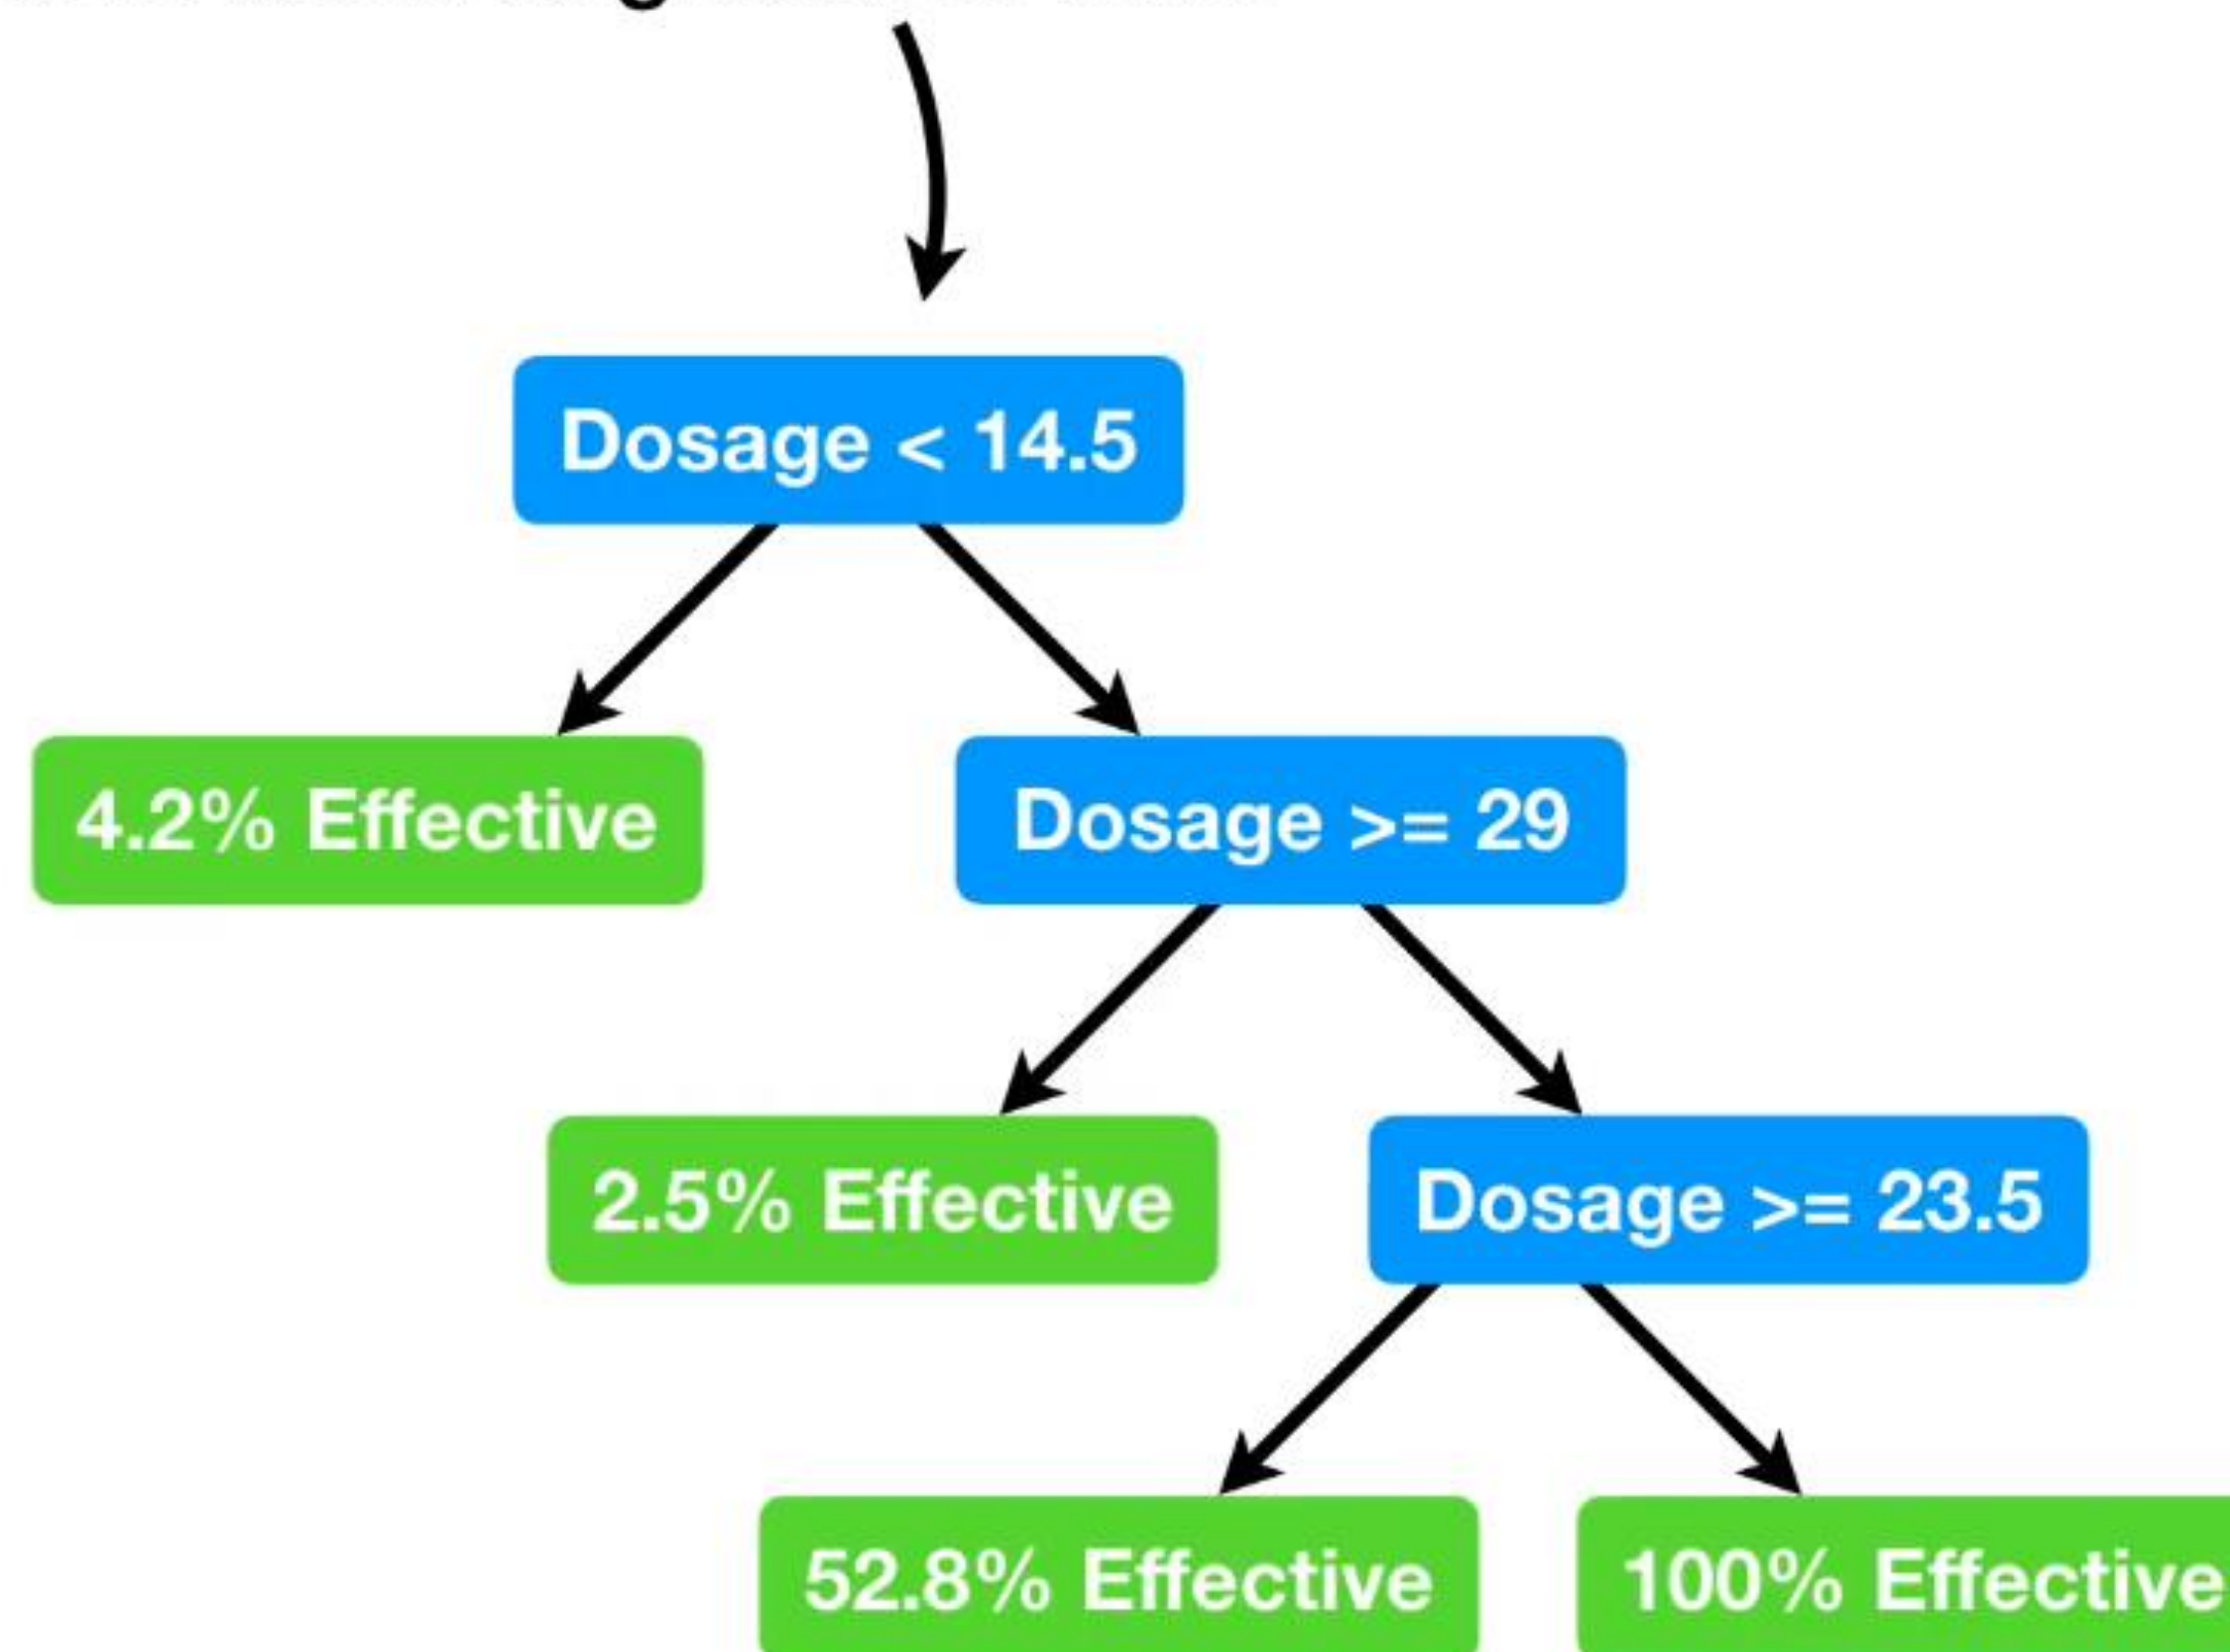 Dosage < 14.5
4.2% Effective
Dosage >= 29
2.5% Effective
Dosage >= 23.5
52.8% Effective
100% Effective